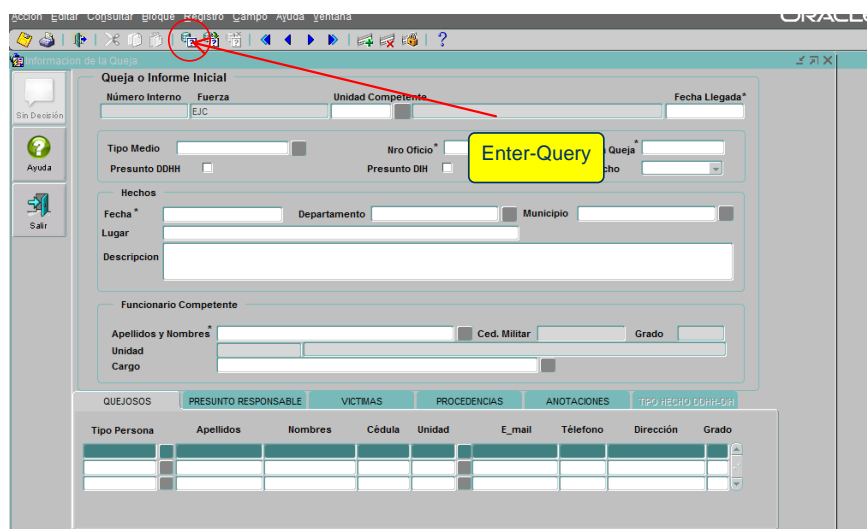 Acción Editar Consultar Bloque Registro Campo Ayuda Ventana
ORACLE
?
Informacion de la Queja
Queja o Informe Inicial
Sin Decisión
Número Interno Fuerza Unidad Competente Fecha Llegada*
EJC
Enter-Query
Ayuda
Tipo Medio Nro Oficio* Queja*
Presunto DDHH Presunto DIH
Salir
Hechos
Fecha* Departamento Municipio
Lugar
Descripcion
Funcionario Competente
Apellidos y Nombres* Ced. Militar Grado
Unidad
Cargo
QUEJOSOS PRESUNTO RESPONSABLE VICTIMAS PROCEDENCIAS ANOTACIONES TIPO HECHO DDHH-DIH
Tipo Persona Apellidos Nombres Cédula Unidad E_mail Télefono Dirección Grado